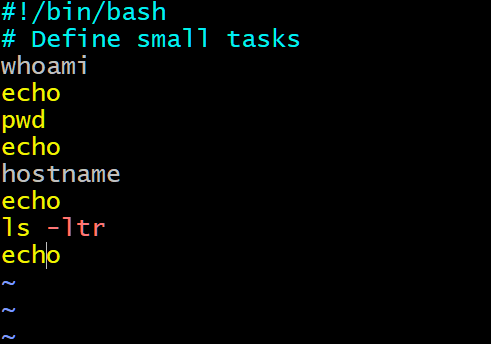 #!/bin/bash
# Define small tasks
whoami
echo
pwd
echo
hostname
echo
ls -ltr
echo
~
~
~